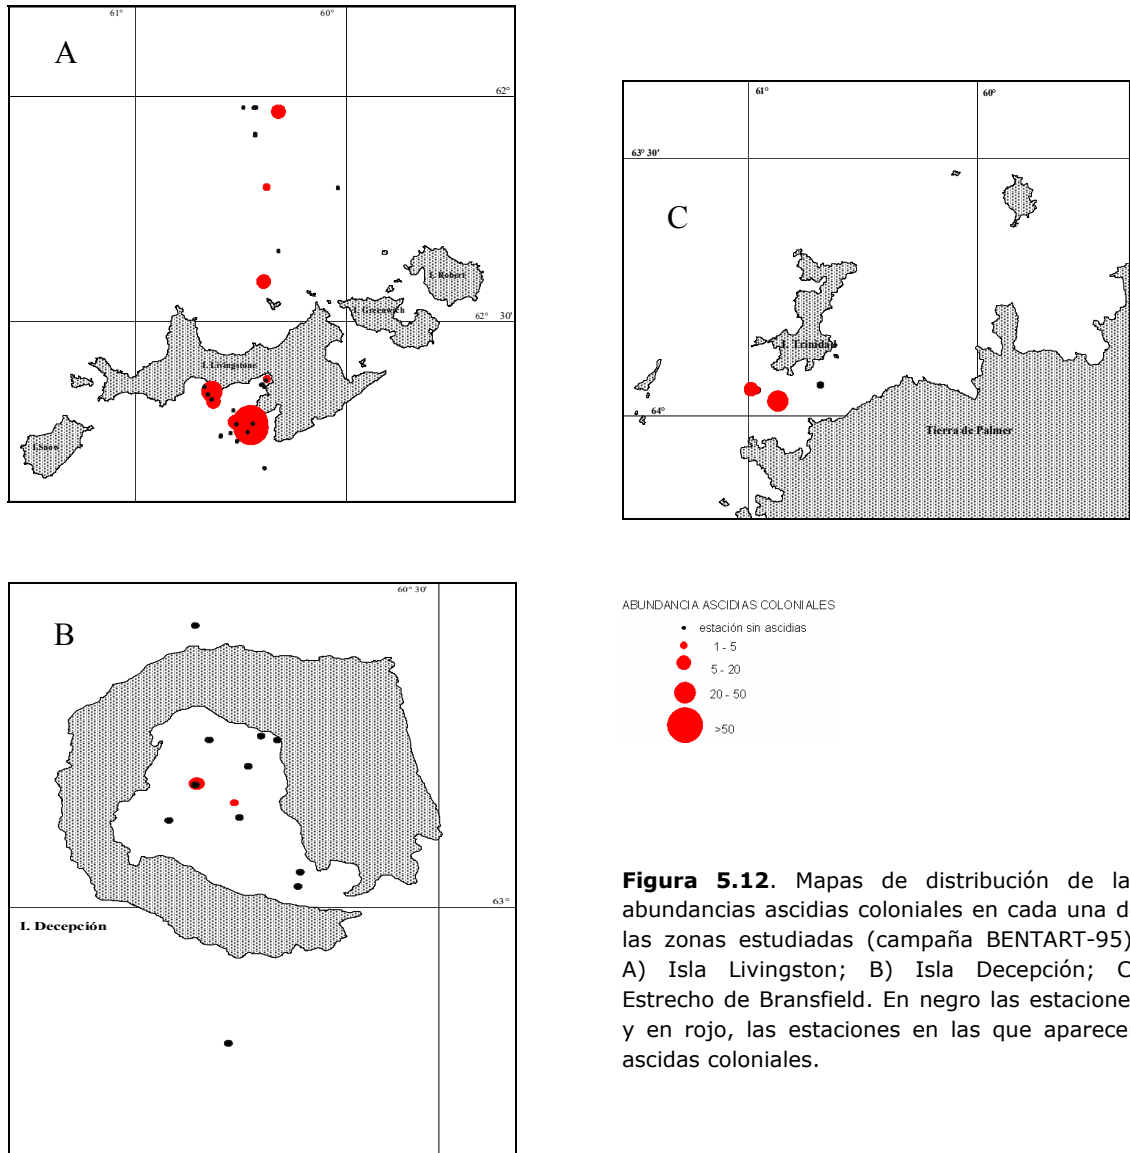 A
61°
60°
62°
62° 30'
I. Robert
I. Greenwich
I. Livingstone
I.Snow
C
61°
60°
63° 30'
I. Trinidad
64°
Tierra de Palmer
B
60° 30'
63°
I. Decepción
ABUNDANCIA ASCIDIAS COLONIALES
estación sin ascidias
1 - 5
5 - 20
20 - 50
>50
Figura 5.12. Mapas de distribución de la
abundancias ascidias coloniales en cada una d
las zonas estudiadas (campaña BENTART-95)
A) Isla Livingston; B) Isla Decepción; C
Estrecho de Bransfield. En negro las estacione
y en rojo, las estaciones en las que aparece
ascidas coloniales.